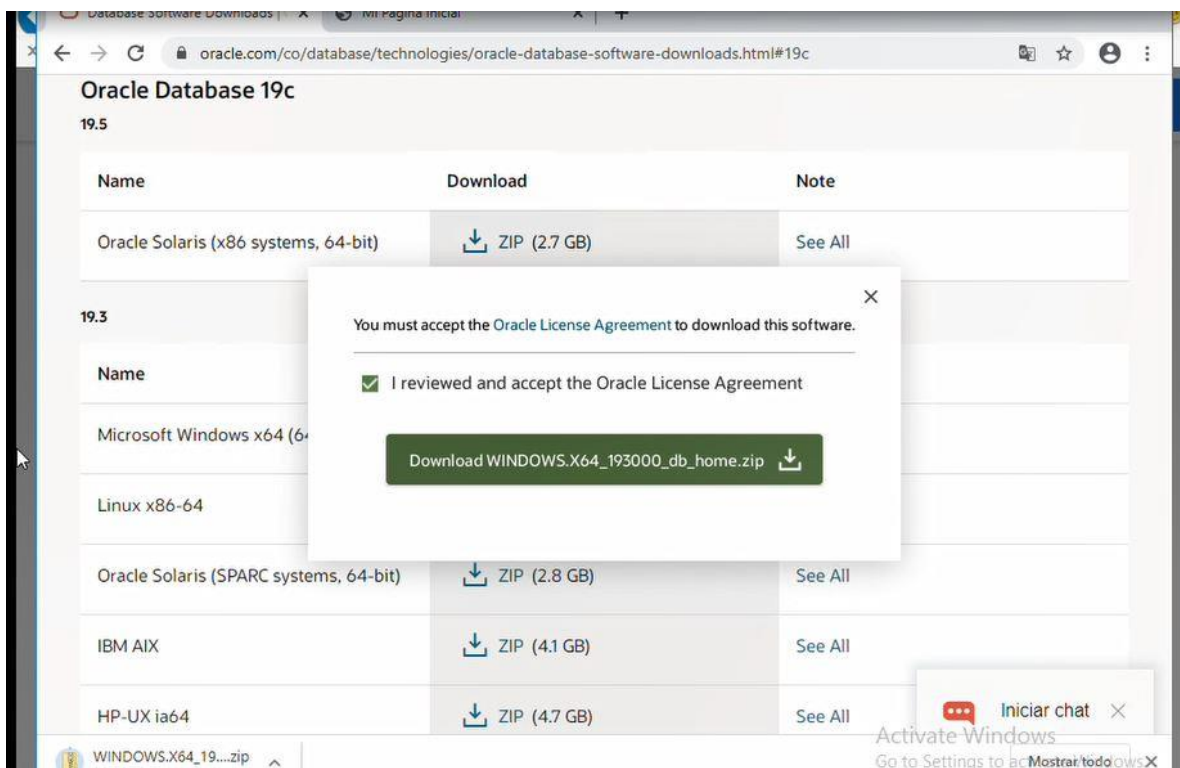 Database Software Downloads
Mi Página Inicial
oracle.com/co/database/technologies/oracle-database-software-downloads.html#19c
Oracle Database 19c
19.5
Name Download Note
Oracle Solaris (x86 systems, 64-bit) ZIP (2.7 GB) See All
19.3
You must accept the Oracle License Agreement to download this software.
Name
I reviewed and accept the Oracle License Agreement
Microsoft Windows x64
Download WINDOWS.X64_193000_db_home.zip
Linux x86-64
Oracle Solaris (SPARC systems, 64-bit) ZIP (2.8 GB) See All
IBM AIX ZIP (4.1 GB) See All
HP-UX ia64 ZIP (4.7 GB) See All
Iniciar chat
Activate Windows
WINDOWS.X64_19....zip
Go to Settings to
Mostrar todo